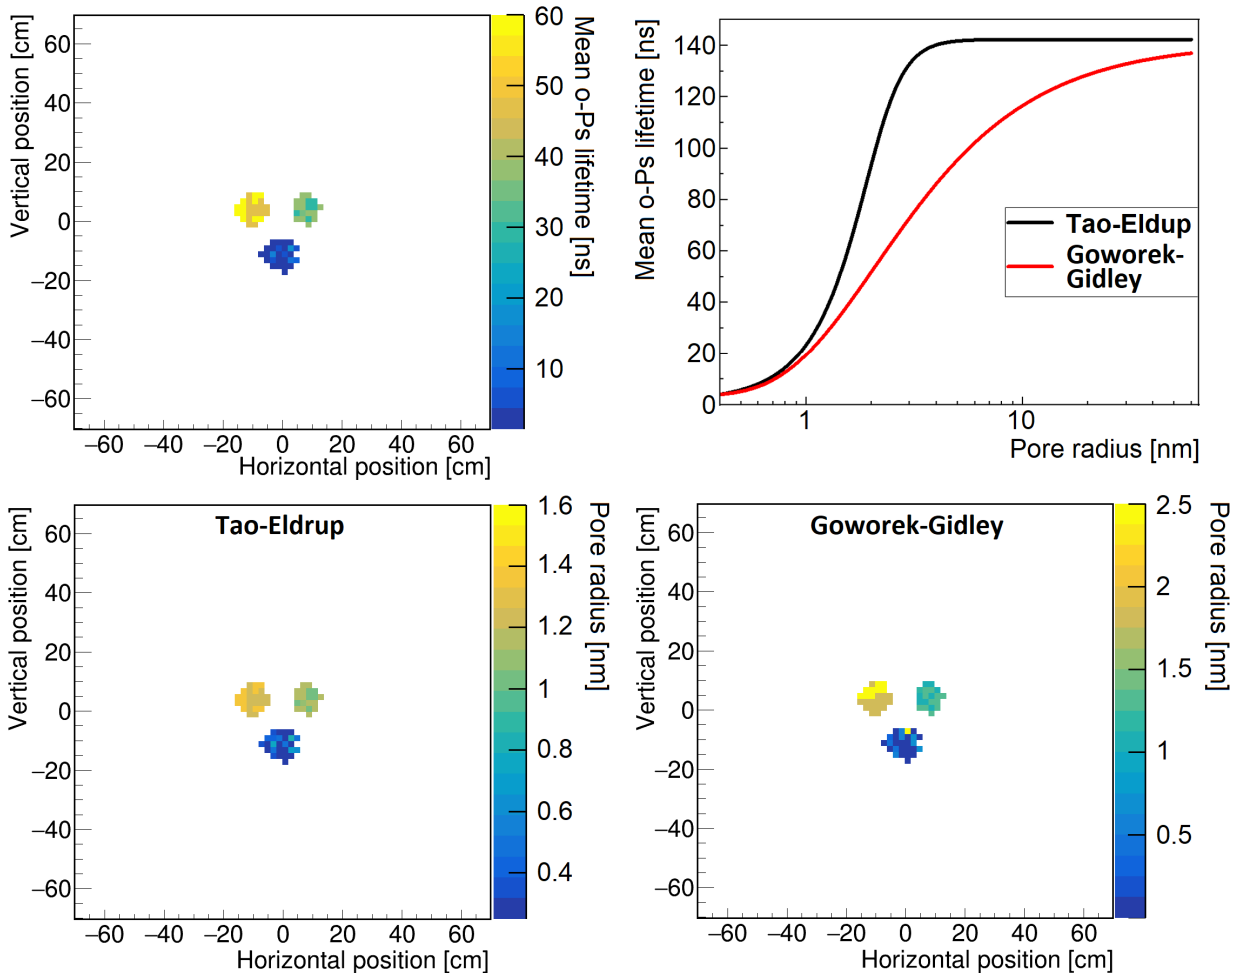 60
50
40
30
20
10
Mean o-Ps lifetime [ns]
Vertical position [cm]
60
40
20
0
−20
−40
−60
−60 −40 −20 0 20 40 60
Horizontal position [cm]
Mean o-Ps lifetime [ns]
140
120
100
80
60
40
20
0
Tao-Eldup
Goworek-
Gidley
1 10
Pore radius [nm]
Tao-Eldrup
Vertical position [cm]
60
40
20
0
−20
−40
−60
−60 −40 −20 0 20 40 60
Horizontal position [cm]
1.6
1.4
1.2
1
0.8
0.6
0.4
Pore radius [nm]
Goworek-Gidley
Vertical position [cm]
60
40
20
0
−20
−40
−60
−60 −40 −20 0 20 40 60
Horizontal position [cm]
2.5
2
1.5
1
0.5
Pore radius [nm]